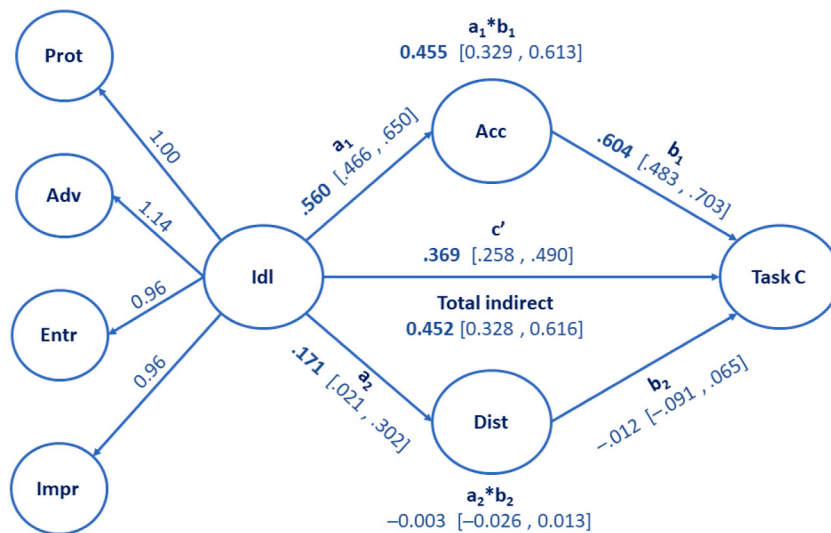 a₁*b₁
0.455 [0.329 , 0.613]
Prot
1.00
Acc
a₁
.560 [.466 , .650]
b₁
.604 [.483 , .703]
Adv
1.14
c’
.369 [.258 , .490]
Idl
Task C
0.96
Total indirect
0.452 [0.328 , 0.616]
Entr
0.96
a₂
.171 [.021 , .302]
b₂
–.012 [–.091 , .065]
Dist
Impr
a₂*b₂
–0.003 [–0.026 , 0.013]